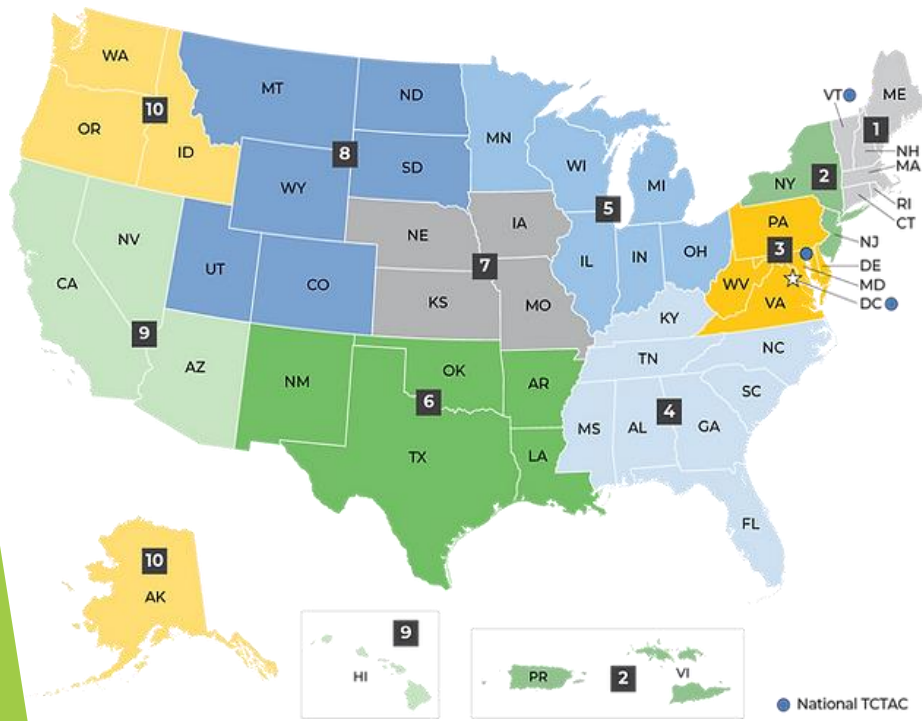 WA
MT
ND
MN
ME
VT
10
1
OR
ID
8
SD
WI
MI
NH
MA
WY
NY
2
RI
CT
5
PA
NV
NE
IA
3
NJ
UT
IL
IN
OH
DE
CA
CO
7
WV
MD
KS
MO
VA
DC
KY
9
NC
TN
AZ
OK
NM
AR
SC
6
4
MS
AL
GA
TX
LA
FL
10
AK
9
HI
PR
2
VI
National TCTAC